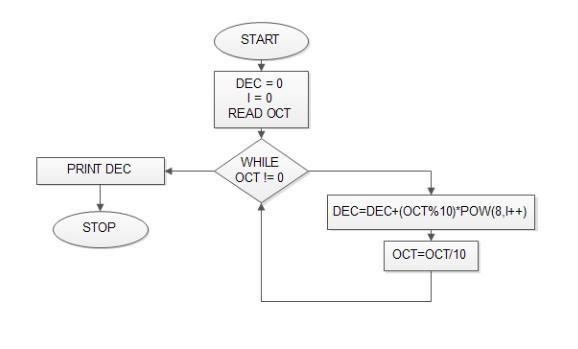 START
DEC = 0
I = 0
READ OCT
WHILE
OCT != 0
PRINT DEC
STOP
DEC=DEC+(OCT%10)*POW(8,I++)
OCT=OCT/10